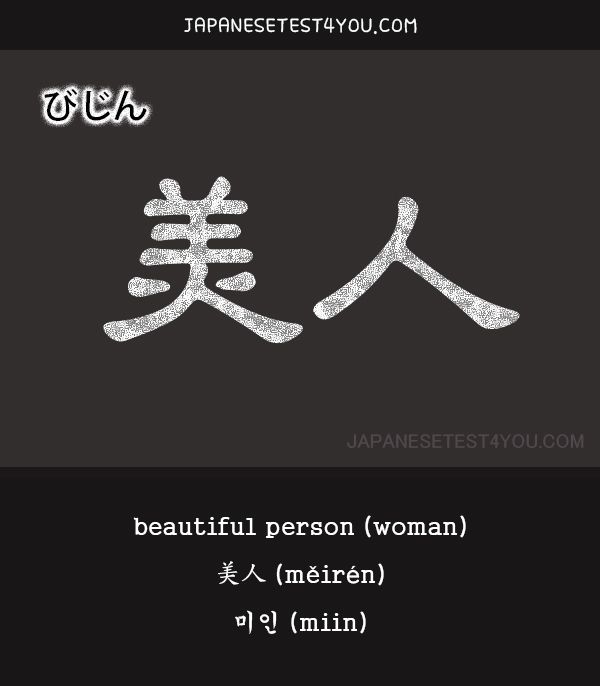 JAPANESETEST4YOU.COM
びじん
美人
JAPANESETEST4YOU.COM
beautiful person (woman)
美人 (měirén)
미인 (miin)